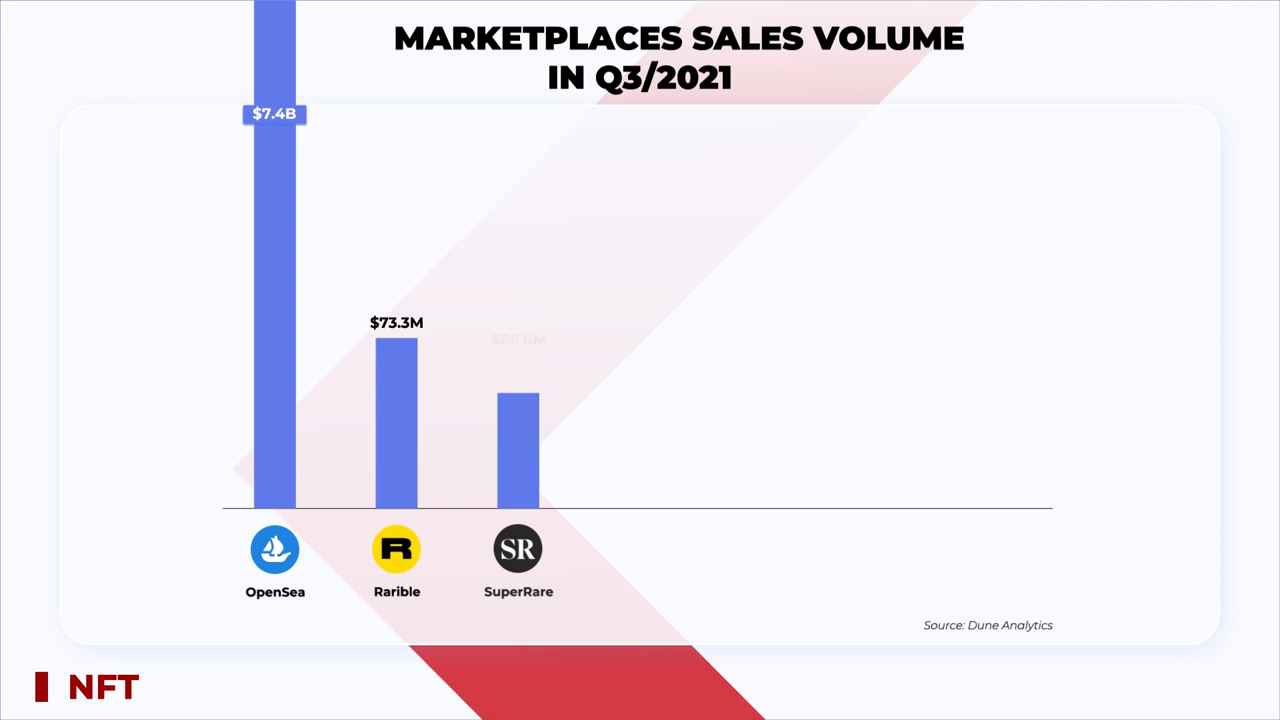 MARKETPLACES SALES VOLUME
IN Q3/2021
$7.4B
$73.3M
$66.6M
R
SR
OpenSea
Rarible
SuperRare
Source: Dune Analytics
NFT